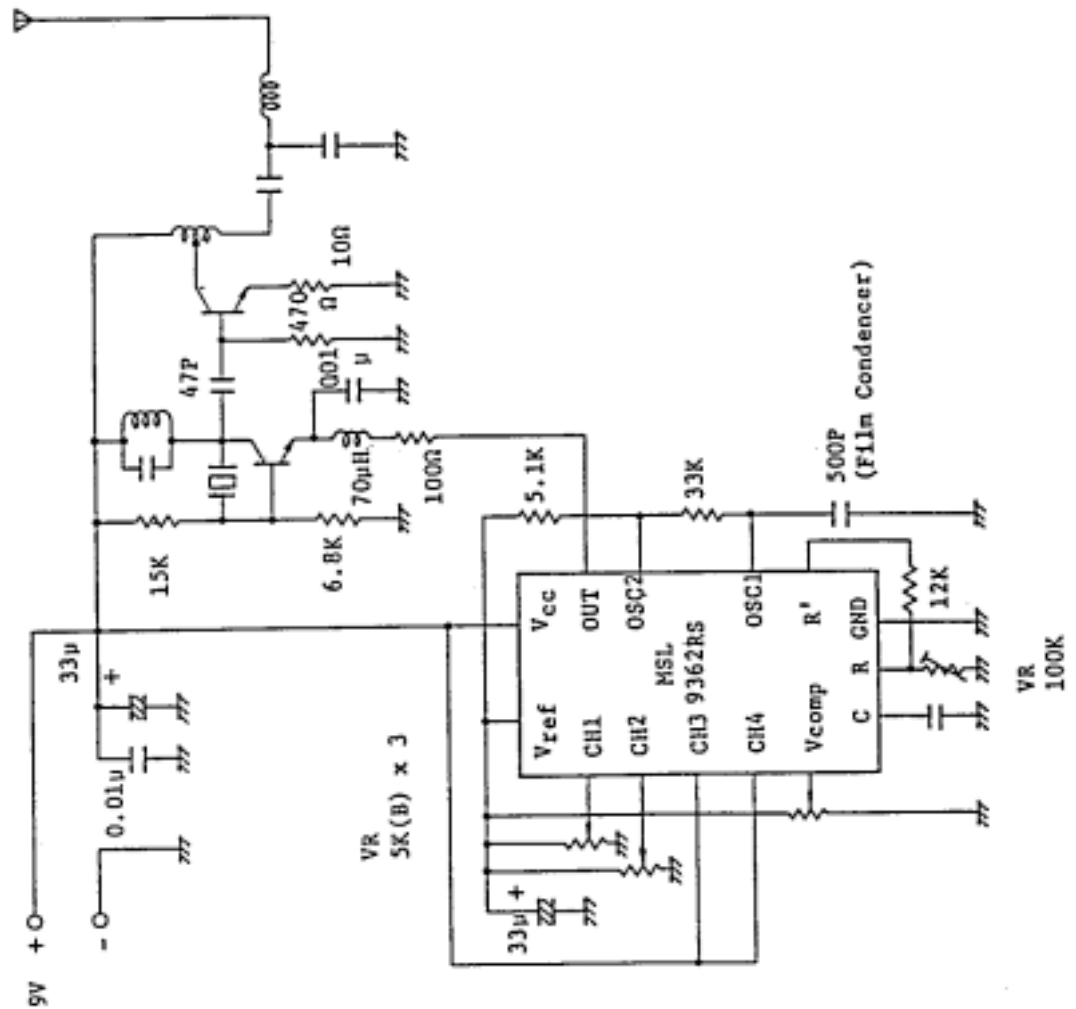 9V
+
-
0.01μ
33μ
+
15K
6.8K
47P
70μH
100Ω
001
μ
470
Ω
10Ω
VR
5K(B) x 3
33μ
+
5.1K
33K
500P
(Film Condencer)
Vref
Vcc
CH1
OUT
CH2
OSC2
MSL
9362RS
CH3
CH4
OSC1
Vcomp
R'
C
R
GND
12K
VR
100K